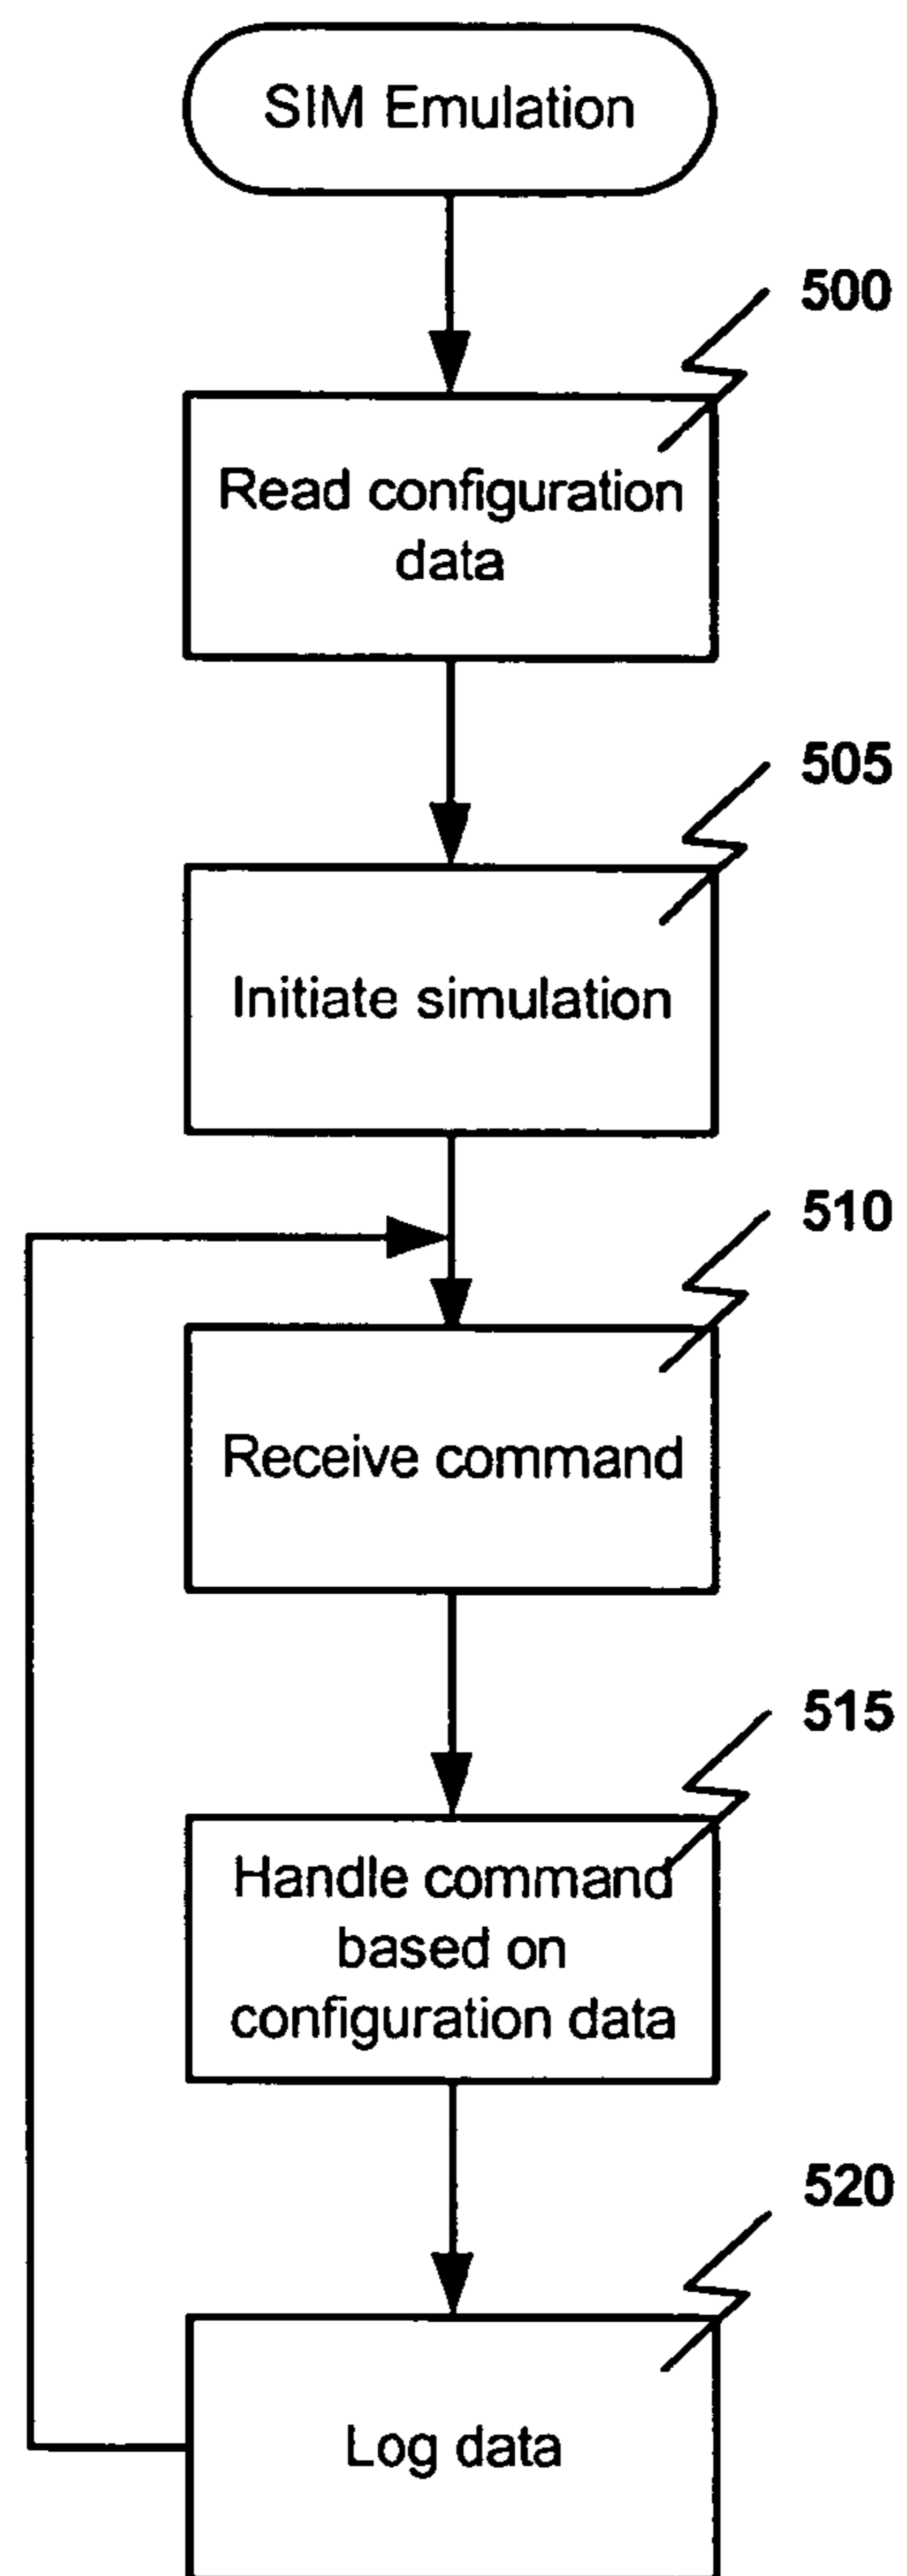 SIM Emulation
500
Read configuration
data
505
Initiate simulation
510
Receive command
515
Handle command
based on
configuration data
520
Log data